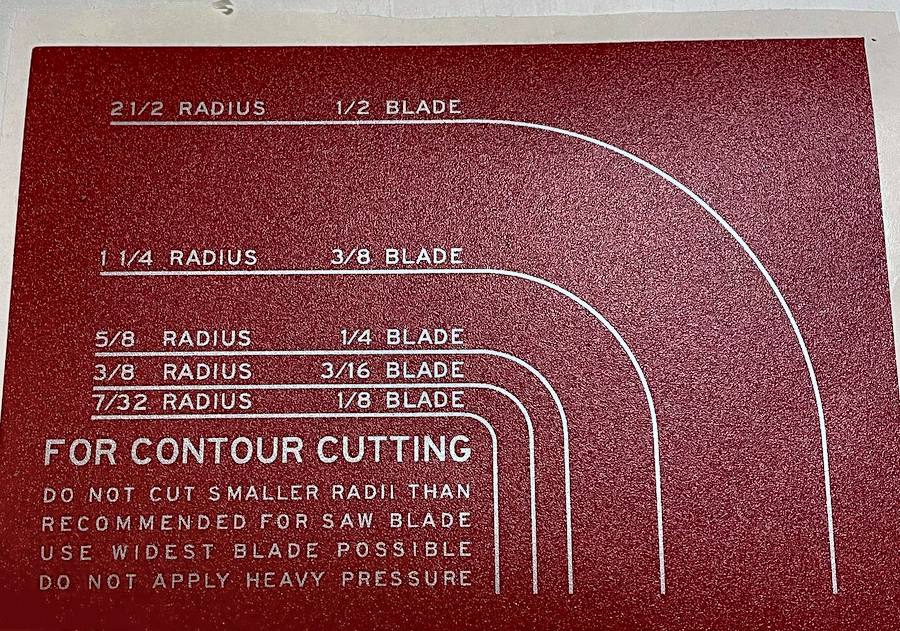 2 1/2 RADIUS 1/2 BLADE
1 1/4 RADIUS 3/8 BLADE
5/8 RADIUS 1/4 BLADE
3/8 RADIUS 3/16 BLADE
7/32 RADIUS 1/8 BLADE
FOR CONTOUR CUTTING
DO NOT CUT SMALLER RADII THAN
RECOMMENDED FOR SAW BLADE
USE WIDEST BLADE POSSIBLE
DO NOT APPLY HEAVY PRESSURE